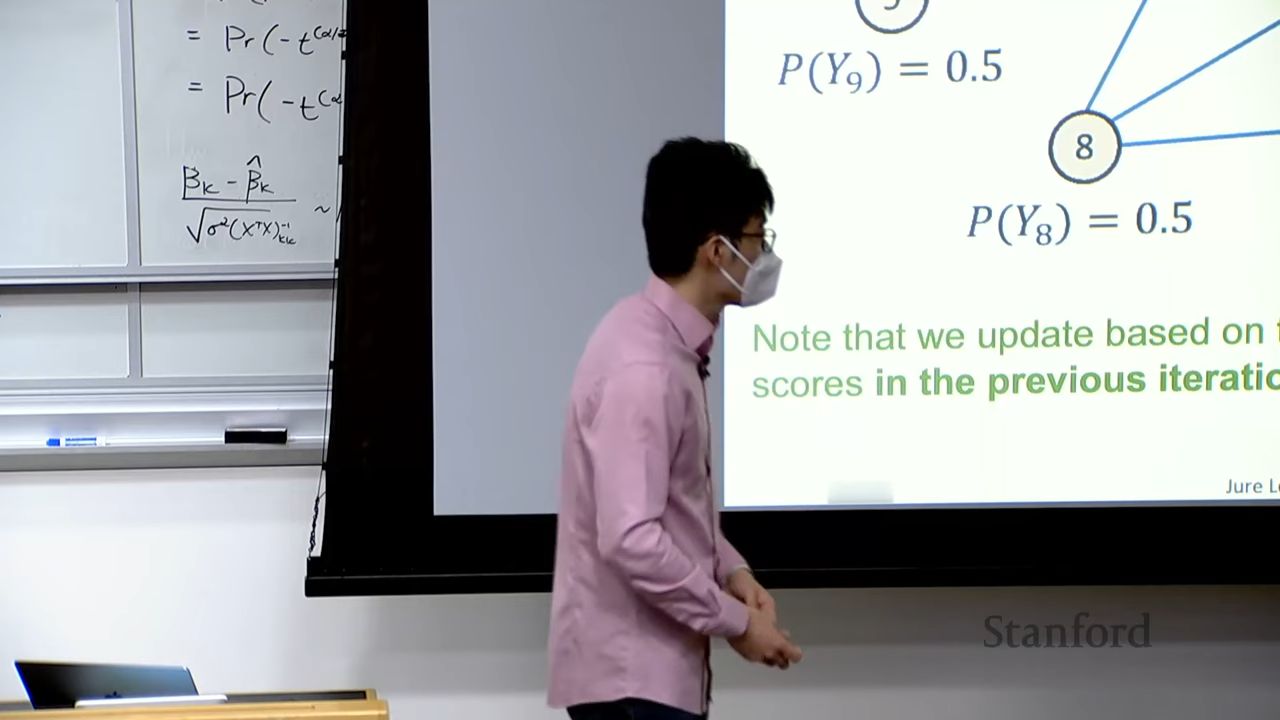 = Pr(-t
= Pr(-t
βₖ - β̂ₖ
√σ²(XᵀX)⁻¹ₖₖ ~
P(Y₉) = 0.5
8
P(Y₈) = 0.5
Note that we update based on
scores in the previous
Jure
Stanford